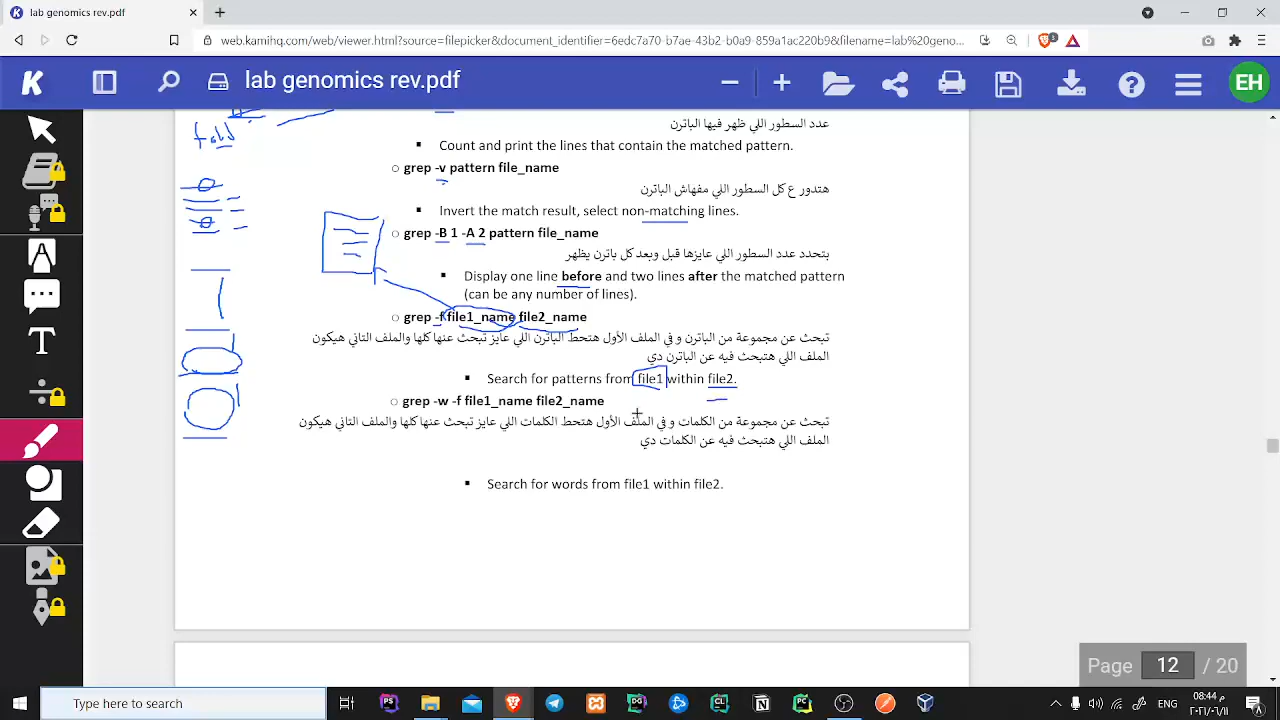 lab genomics rev.pdf
web.kamihq.com/web/viewer.html?source=filepicker&document_identifier=6edc7a70-b7ae-43b2-b0a9-859a1ac220b9&filename=lab%20geno...
K
lab genomics rev.pdf
EH
fold
عدد السطور اللي ظهر فيها الباترن
▪ Count and print the lines that contain the matched pattern.
○ grep -v pattern file_name
هتدور ع كل السطور اللي مفهاش الباترن
▪ Invert the match result, select non-matching lines.
○ grep -B 1 -A 2 pattern file_name
بتحدد عدد السطور اللي عايزها قبل وبعد كل باترن يظهر
▪ Display one line before and two lines after the matched pattern
(can be any number of lines).
○ grep -f file1_name file2_name
تبحث عن مجموعة من الباترن و في الملف الأول هتحط الباترن اللي عايز تبحث عنها كلها والملف التاني هيكون
الملف اللي هتبحث فيه عن الباترن دي
▪ Search for patterns from file1 within file2.
○ grep -w -f file1_name file2_name
تبحث عن مجموعة من الكلمات و في الملف الأول هتحط الكلمات اللي عايز تبحث عنها كلها والملف التاني هيكون
الملف اللي هتبحث فيه عن الكلمات دي
▪ Search for words from file1 within file2.
Page 12 / 20
Type here to search
PS
DG
CL
PC
08:44 م